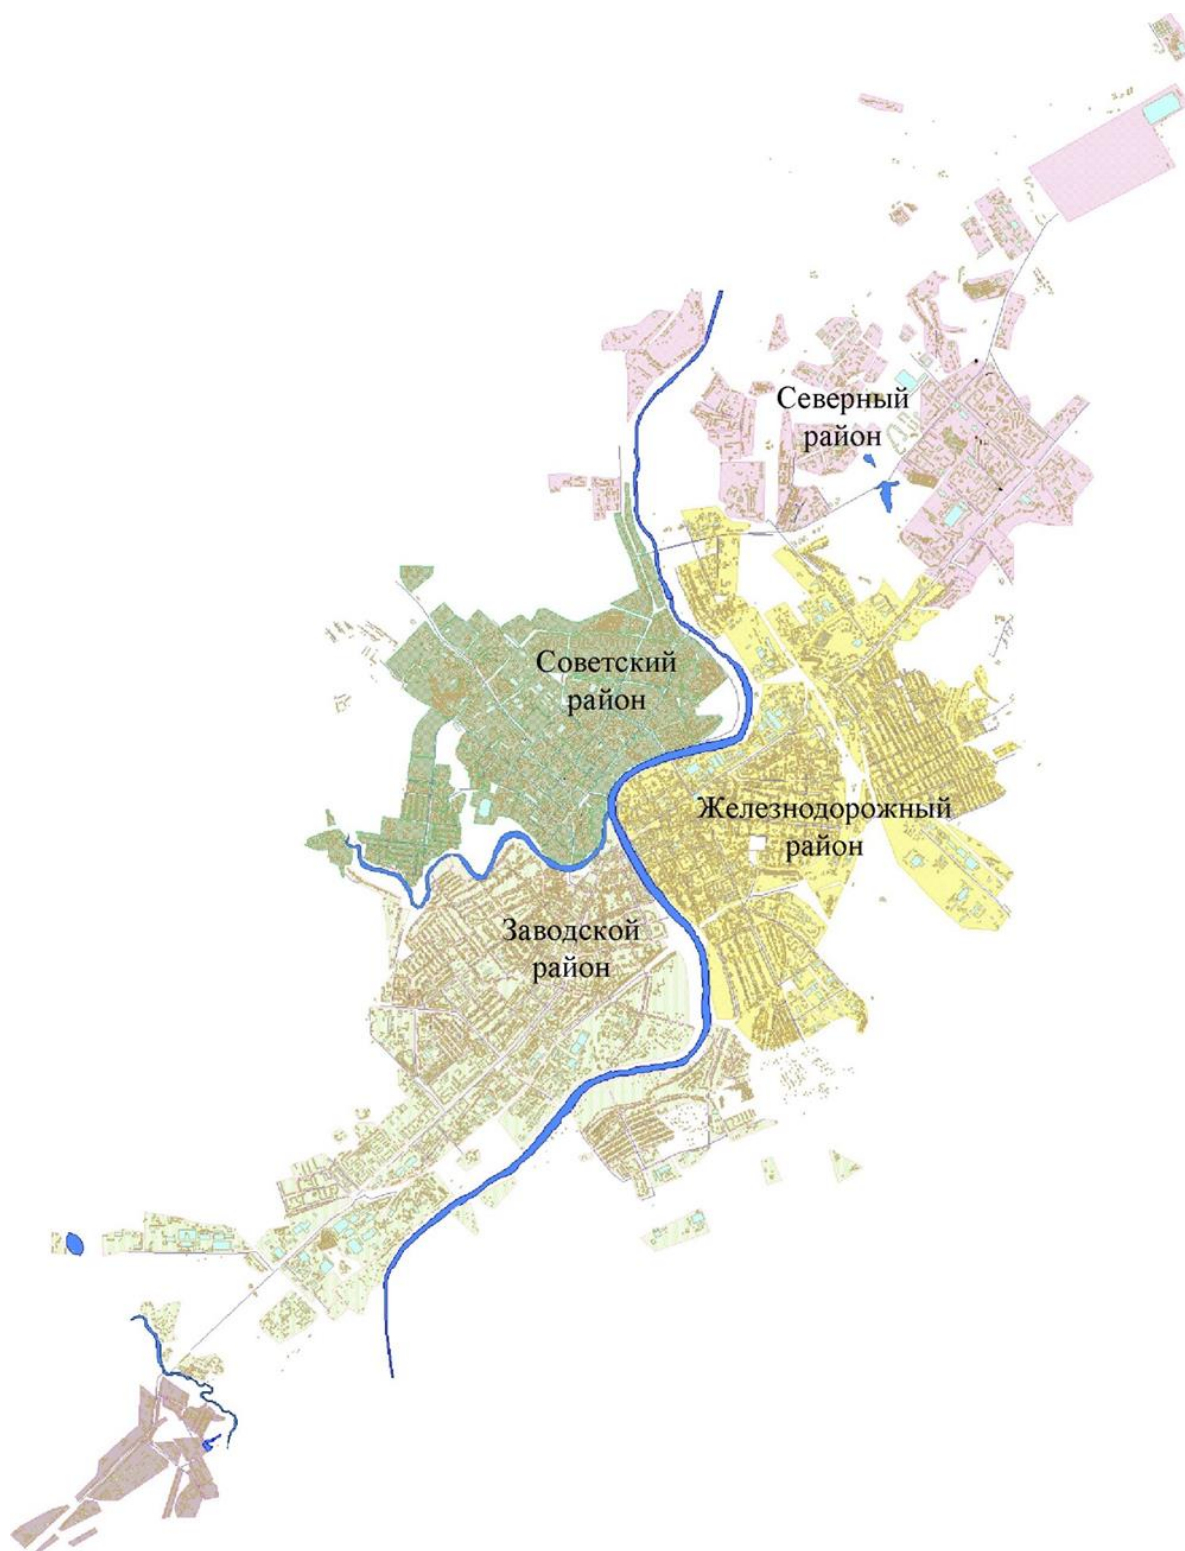 Северный
район
Советский
район
Железнодорожный
район
Заводской
район